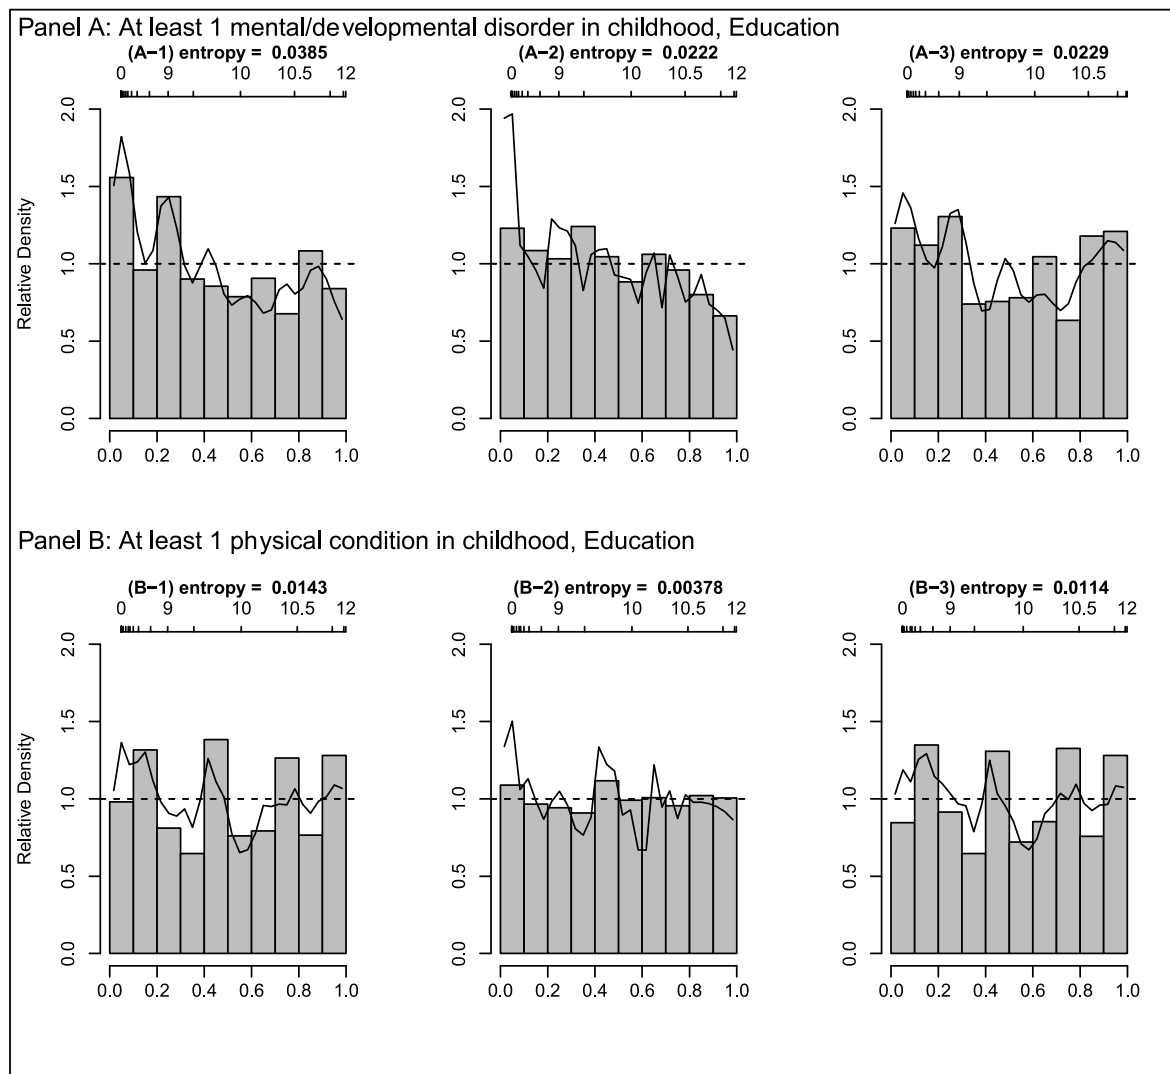 Panel A: At least 1 mental/developmental disorder in childhood, Education
(A−1) entropy = 0.0385 (A−2) entropy = 0.0222 (A−3) entropy = 0.0229
0 9 10 10.5 12 0 9 10 10.5 12 0 9 10 10.5
Relative Density
2.0 2.0 2.0
1.5 1.5 1.5
1.0 1.0 1.0
0.5 0.5 0.5
0.0 0.0 0.0
0.0 0.2 0.4 0.6 0.8 1.0 0.0 0.2 0.4 0.6 0.8 1.0 0.0 0.2 0.4 0.6 0.8 1.0
Panel B: At least 1 physical condition in childhood, Education
(B−1) entropy = 0.0143 (B−2) entropy = 0.00378 (B−3) entropy = 0.0114
0 9 10 10.5 12 0 9 10 10.5 12 0 9 10 10.5 12
Relative Density
2.0 2.0 2.0
1.5 1.5 1.5
1.0 1.0 1.0
0.5 0.5 0.5
0.0 0.0 0.0
0.0 0.2 0.4 0.6 0.8 1.0 0.0 0.2 0.4 0.6 0.8 1.0 0.0 0.2 0.4 0.6 0.8 1.0